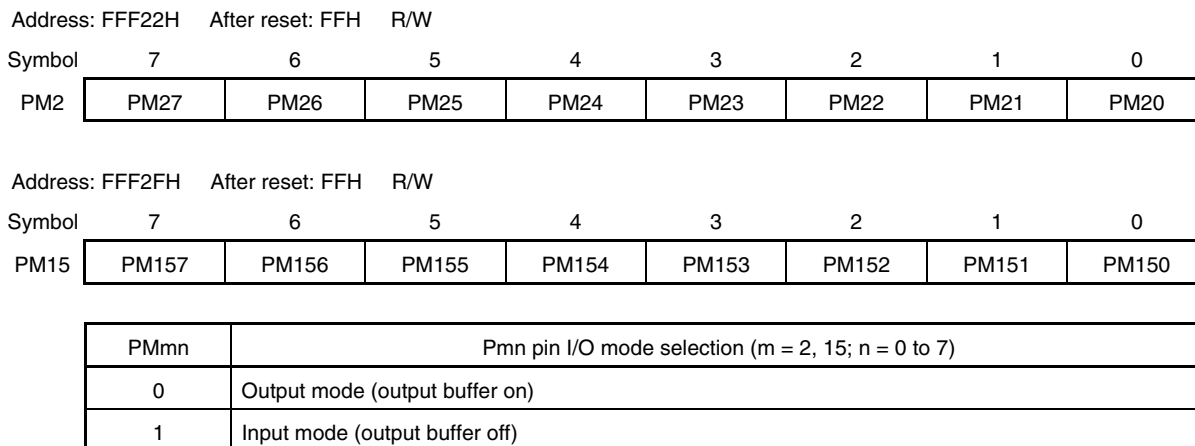 Address: FFF22H After reset: FFH R/W
Symbol 7 6 5 4 3 2 1 0
PM2 PM27 PM26 PM25 PM24 PM23 PM22 PM21 PM20
Address: FFF2FH After reset: FFH R/W
Symbol 7 6 5 4 3 2 1 0
PM15 PM157 PM156 PM155 PM154 PM153 PM152 PM151 PM150
PMmn Pmn pin I/O mode selection (m = 2, 15; n = 0 to 7)
0 Output mode (output buffer on)
1 Input mode (output buffer off)